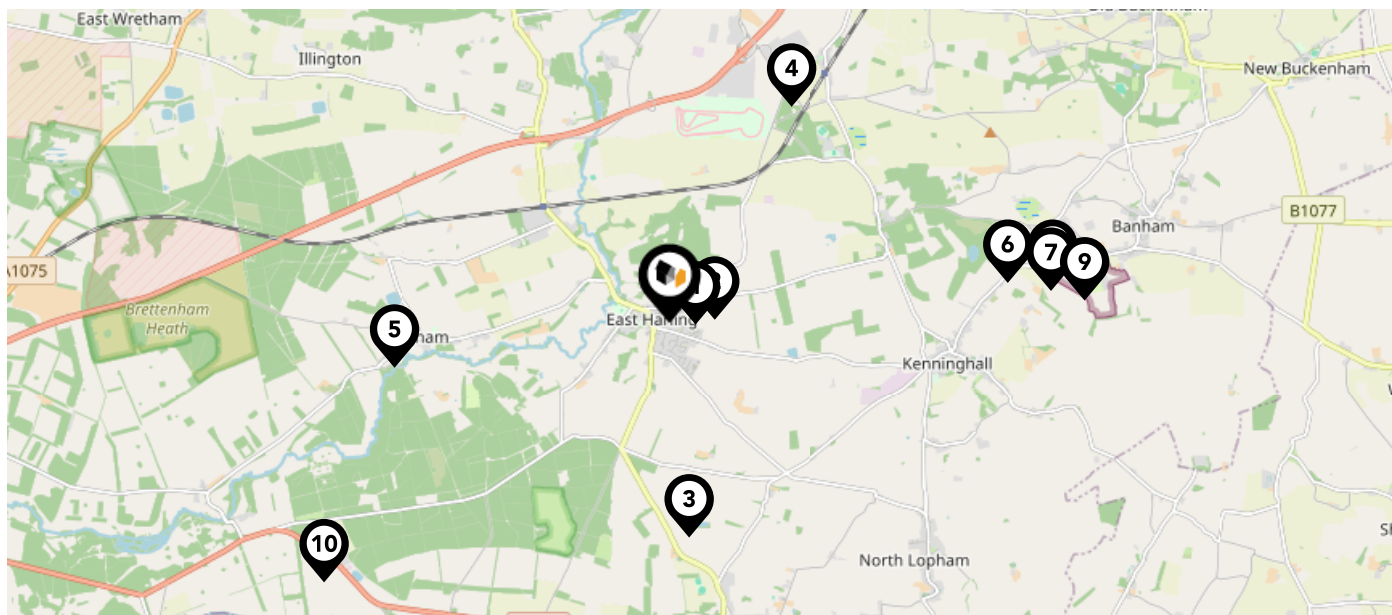 East Wretham
Illington
New Buckenham
4
B1077
Banham
6
7
9
A1075
Brettenham
Heath
East Harling
5
ham
Kenninghall
3
10
North Lopham